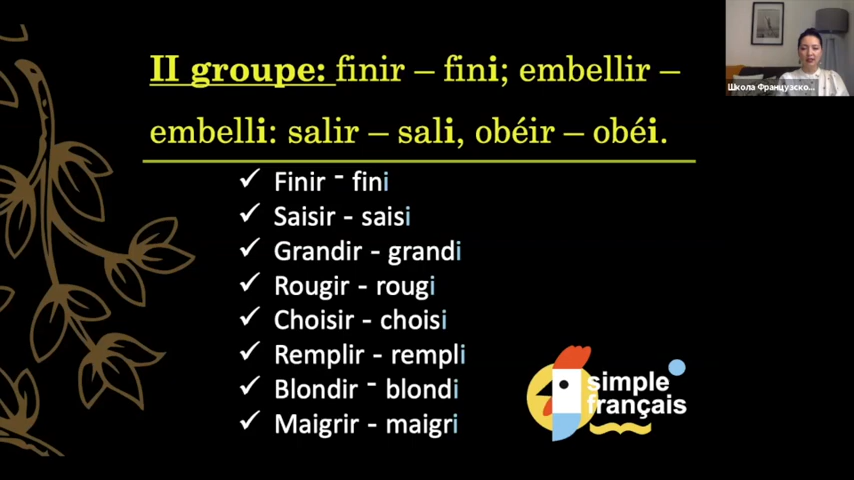 II groupe: finir – fini; embellir –
embelli: salir – sali, obéir – obéi.
✓ Finir - fini
✓ Saisir - saisi
✓ Grandir - grandi
✓ Rougir - rougi
✓ Choisir - choisi
✓ Remplir - rempli
✓ Blondir - blondi
✓ Maigrir - maigri
simple
français
Школа Французско...